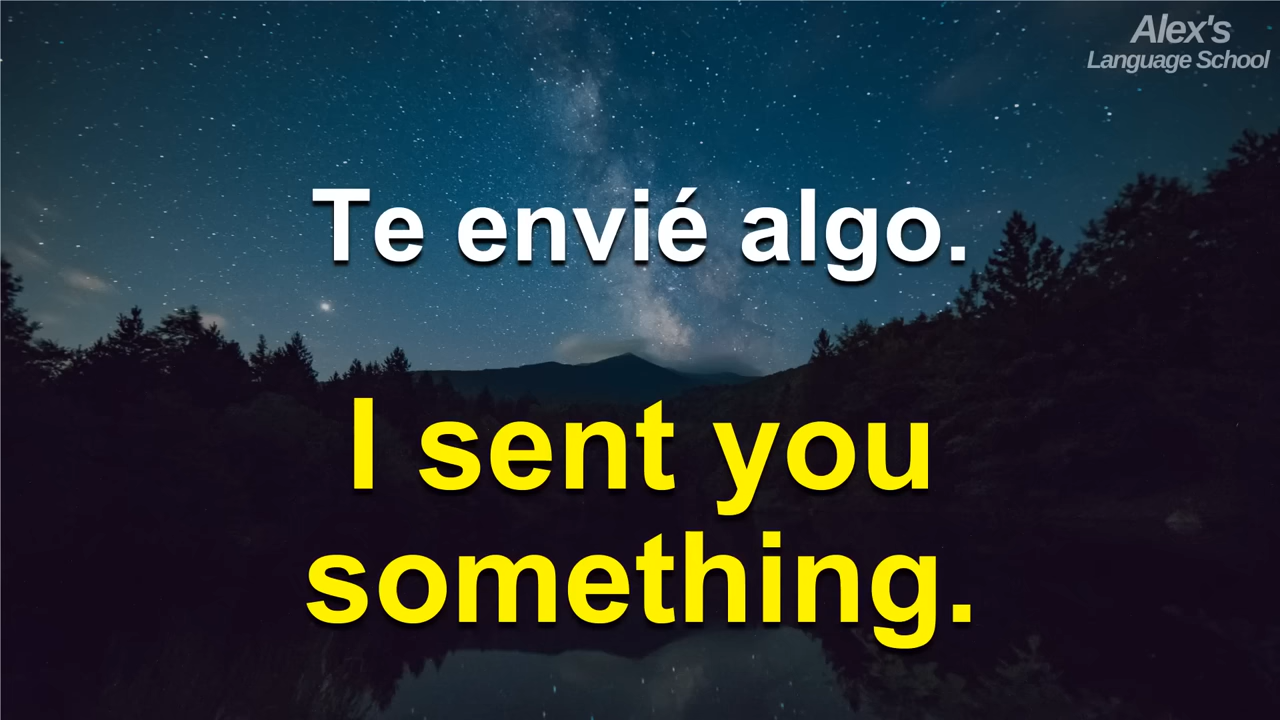 Alex's
Language School
Te envié algo.
I sent you
something.